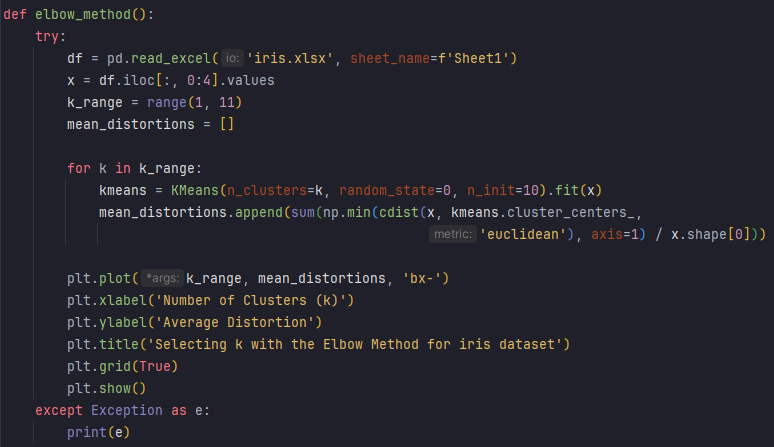 def elbow_method():
    try:
        df = pd.read_excel( io: 'iris.xlsx', sheet_name=f'Sheet1')
        x = df.iloc[:, 0:4].values
        k_range = range(1, 11)
        mean_distortions = []
        for k in k_range:
            kmeans = KMeans(n_clusters=k, random_state=0, n_init=10).fit(x)
            mean_distortions.append(sum(np.min(cdist(x, kmeans.cluster_centers_,
                                                     metric: 'euclidean'), axis=1) / x.shape[0]))
        plt.plot( *args: k_range, mean_distortions, 'bx-')
        plt.xlabel('Number of Clusters (k)')
        plt.ylabel('Average Distortion')
        plt.title('Selecting k with the Elbow Method for iris dataset')
        plt.grid(True)
        plt.show()
    except Exception as e:
        print(e)